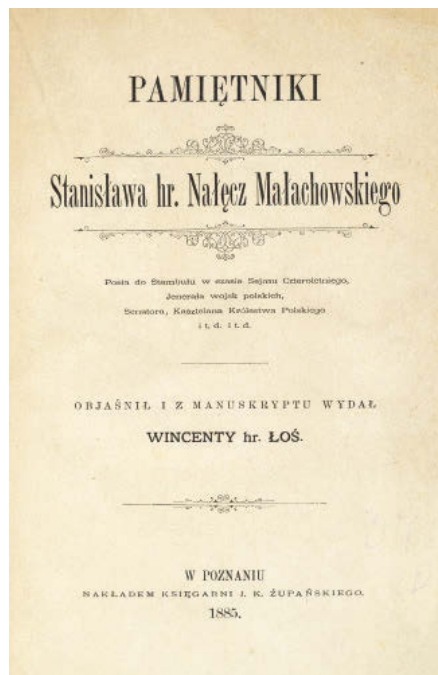 PAMIĘTNIKI
Stanisława hr. Nałęcz Małachowskiego
Posła do Stambułu w czasie Sejmu Czteroletniego,
Jenerała wojsk polskich,
Senatora, Kasztelana Królestwa Polskiego
i t. d. i t. d.
OBJAŚNIŁ I Z MANUSKRYPTU WYDAŁ
WINCENTY hr. ŁOŚ.
W POZNANIU
NAKŁADEM KSIĘGARNI J. K. ŻUPAŃSKIEGO.
1885.